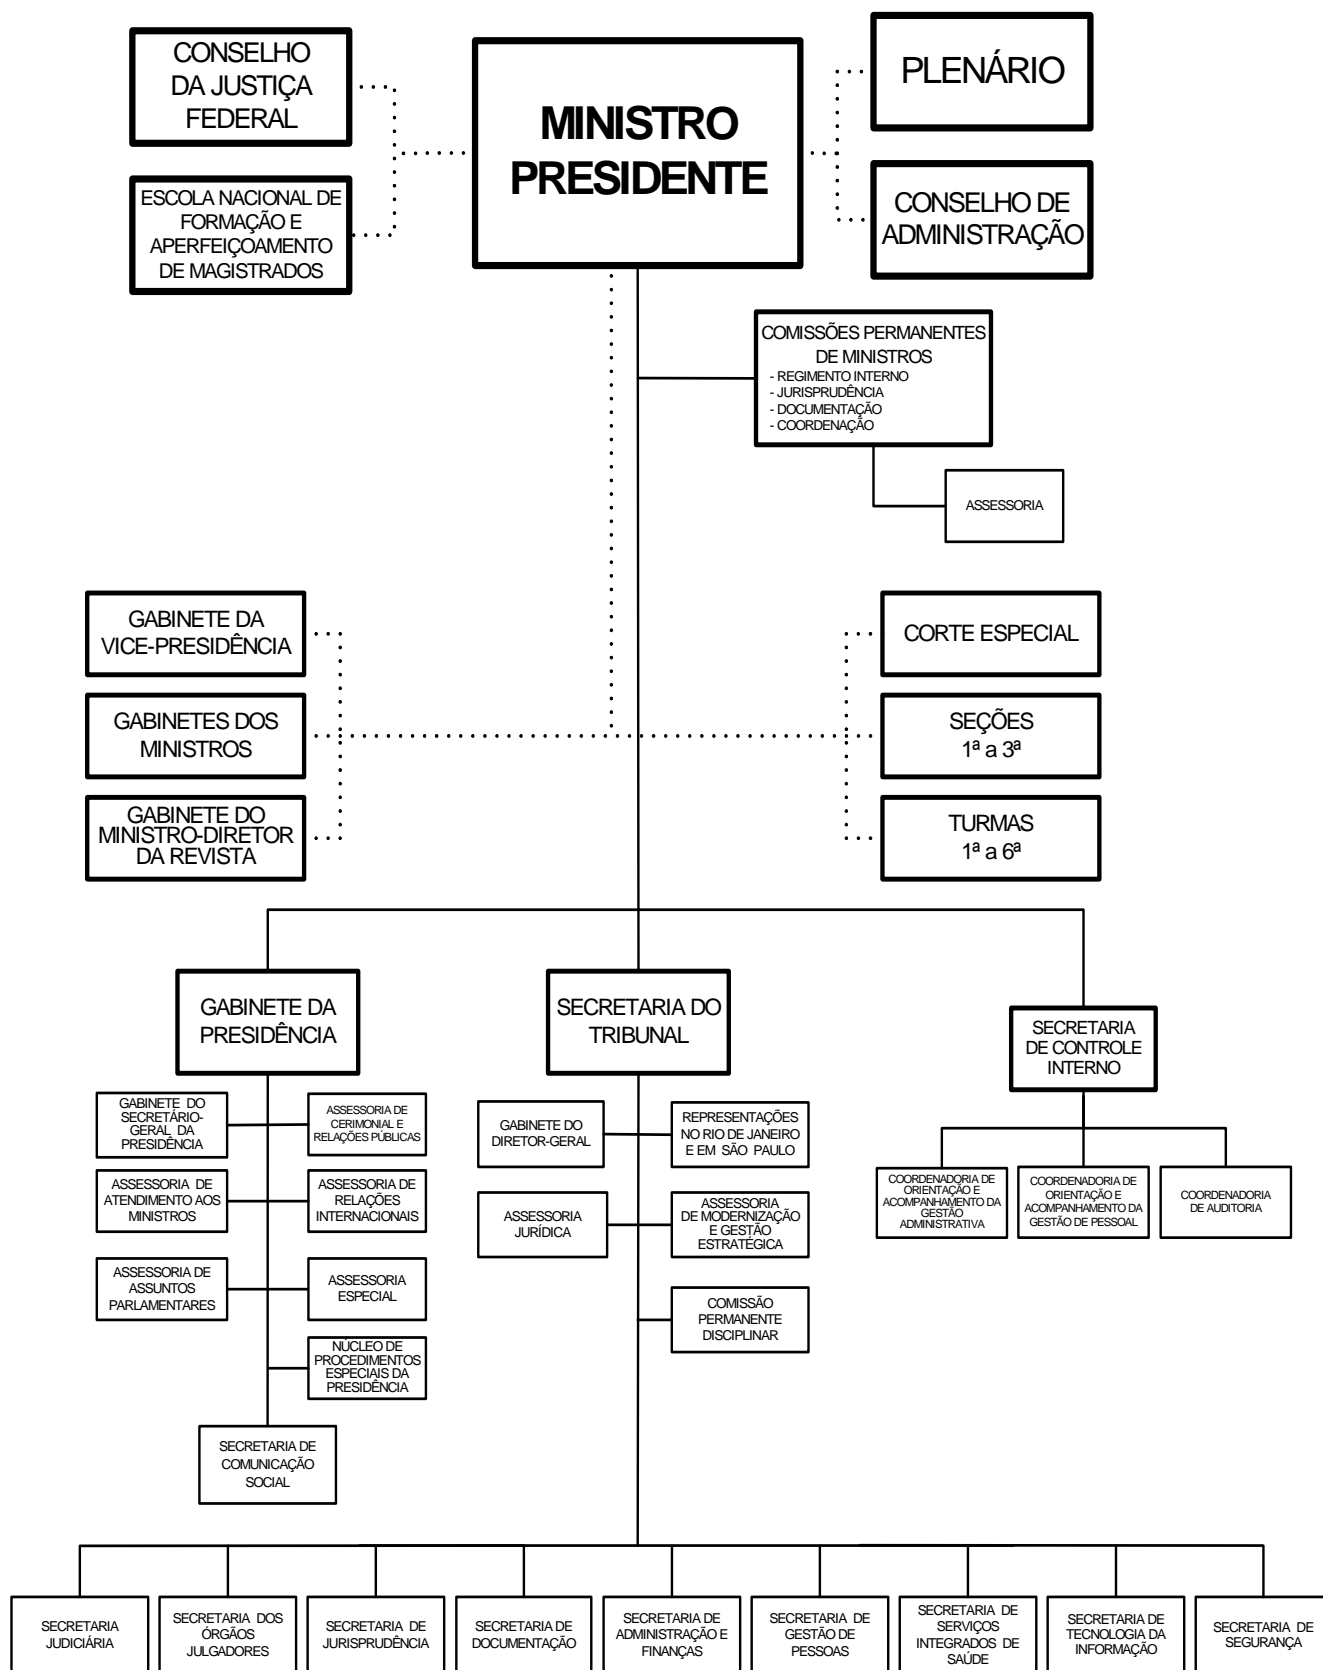 CONSELHO
DA JUSTIÇA
FEDERAL
MINISTRO
PRESIDENTE
PLENÁRIO
ESCOLA NACIONAL DE
FORMAÇÃO E
APERFEIÇOAMENTO
DE MAGISTRADOS
CONSELHO DE
ADMINISTRAÇÃO
COMISSÕES PERMANENTES
DE MINISTROS
- REGIMENTO INTERNO
- JURISPRUDÊNCIA
- DOCUMENTAÇÃO
- COORDENAÇÃO
ASSESSORIA
GABINETE DA
VICE-PRESIDÊNCIA
CORTE ESPECIAL
GABINETES DOS
MINISTROS
SEÇÕES
1ª a 3ª
GABINETE DO
MINISTRO-DIRETOR
DA REVISTA
TURMAS
1ª a 6ª
GABINETE DA
PRESIDÊNCIA
SECRETARIA DO
TRIBUNAL
SECRETARIA
DE CONTROLE
INTERNO
GABINETE DO
SECRETÁRIO-
GERAL DA
PRESIDÊNCIA
ASSESSORIA DE
CERIMONIAL E
RELAÇÕES PÚBLICAS
GABINETE DO
DIRETOR-GERAL
REPRESENTAÇÕES
NO RIO DE JANEIRO
E EM SÃO PAULO
ASSESSORIA DE
ATENDIMENTO AOS
MINISTROS
ASSESSORIA DE
RELAÇÕES
INTERNACIONAIS
ASSESSORIA
JURÍDICA
ASSESSORIA
DE MODERNIZAÇÃO
E GESTÃO
ESTRATÉGICA
COORDENADORIA DE
ORIENTAÇÃO E
ACOMPANHAMENTO DA
GESTÃO
ADMINISTRATIVA
COORDENADORIA DE
ORIENTAÇÃO E
ACOMPANHAMENTO DA
GESTÃO DE PESSOAL
COORDENADORIA
DE AUDITORIA
ASSESSORIA DE
ASSUNTOS
PARLAMENTARES
ASSESSORIA
ESPECIAL
COMISSÃO
PERMANENTE
DISCIPLINAR
NÚCLEO DE
PROCEDIMENTOS
ESPECIAIS DA
PRESIDÊNCIA
SECRETARIA DE
COMUNICAÇÃO
SOCIAL
SECRETARIA
JUDICIÁRIA
SECRETARIA DOS
ÓRGÃOS
JULGADORES
SECRETARIA DE
JURISPRUDÊNCIA
SECRETARIA DE
DOCUMENTAÇÃO
SECRETARIA DE
ADMINISTRAÇÃO E
FINANÇAS
SECRETARIA DE
GESTÃO DE
PESSOAS
SECRETARIA DE
SERVIÇOS
INTEGRADOS DE
SAÚDE
SECRETARIA DE
TECNOLOGIA DA
INFORMAÇÃO
SECRETARIA DE
SEGURANÇA